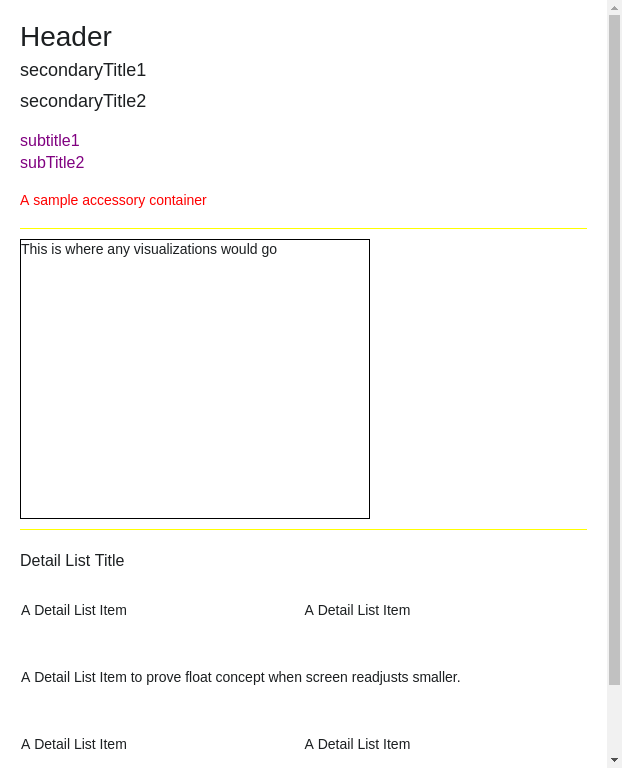 Header
secondaryTitle1
secondaryTitle2
subtitle1
subTitle2
A sample accessory container
This is where any visualizations would go
Detail List Title
A Detail List Item A Detail List Item
A Detail List Item to prove float concept when screen readjusts smaller.
A Detail List Item A Detail List Item